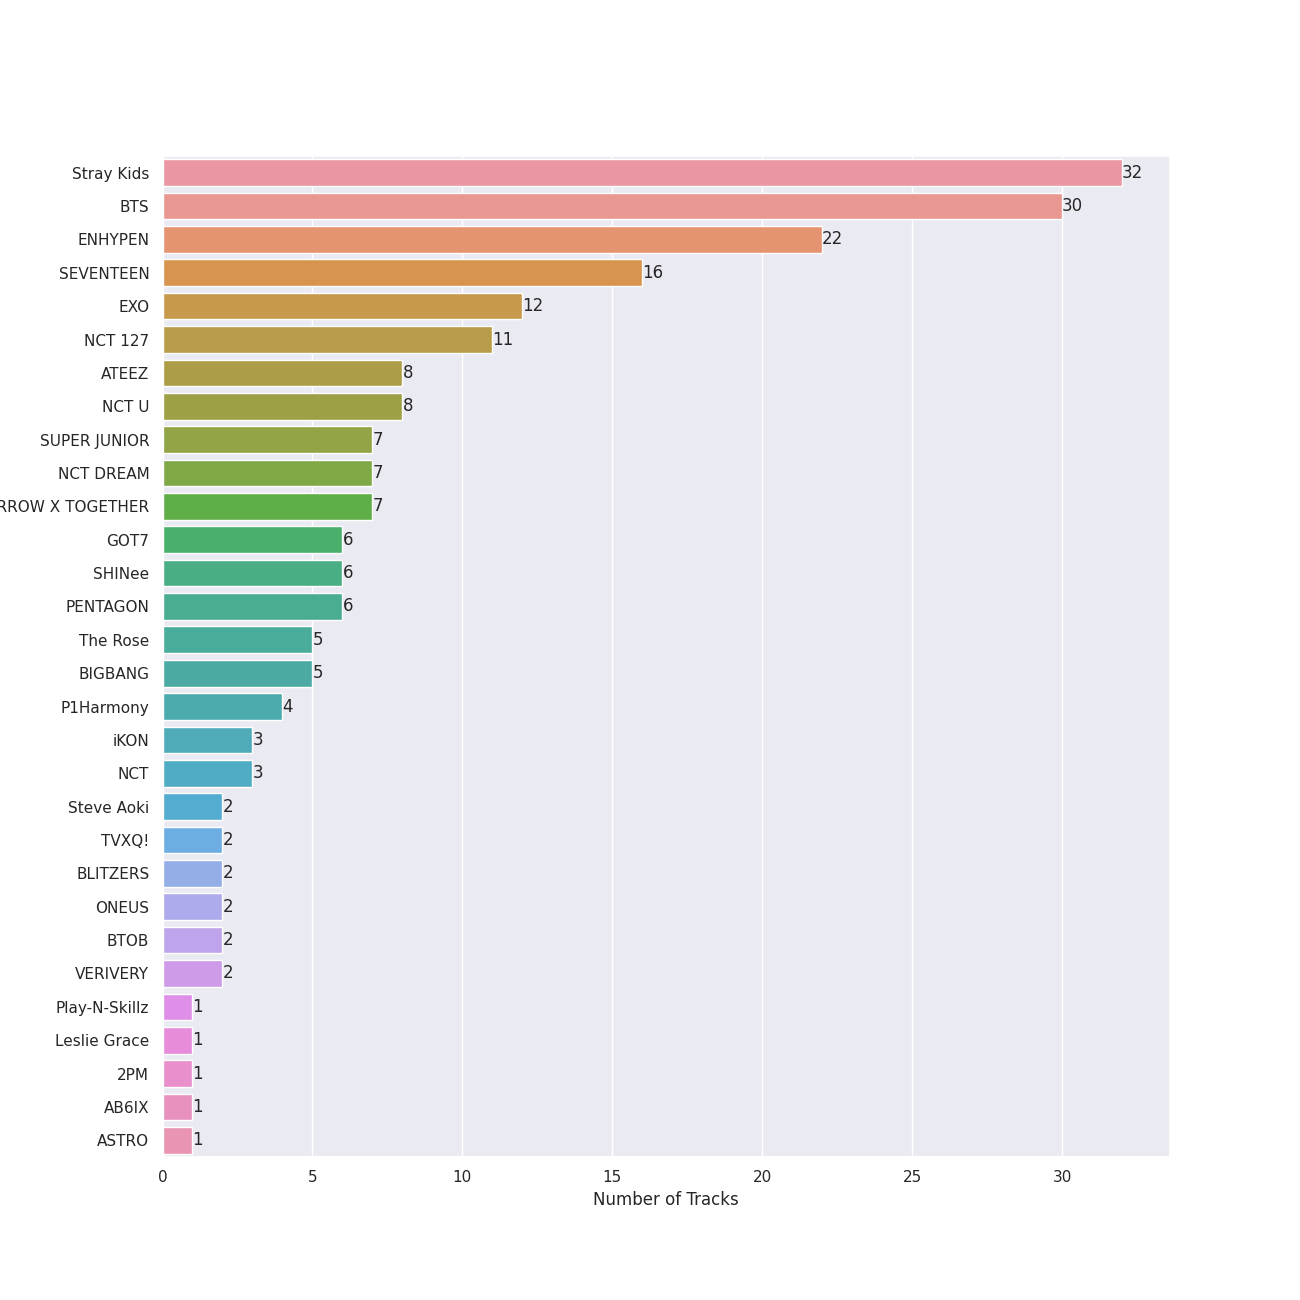 Stray Kids 32
BTS 30
ENHYPEN 22
SEVENTEEN 16
EXO 12
NCT 127 11
ATEEZ 8
NCT U 8
SUPER JUNIOR 7
NCT DREAM 7
RROW X TOGETHER 7
GOT7 6
SHINee 6
PENTAGON 6
The Rose 5
BIGBANG 5
P1Harmony 4
iKON 3
NCT 3
Steve Aoki 2
TVXQ! 2
BLITZERS 2
ONEUS 2
BTOB 2
VERIVERY 2
Play-N-Skillz 1
Leslie Grace 1
2PM 1
AB6IX 1
ASTRO 1
0 5 10 15 20 25 30
Number of Tracks